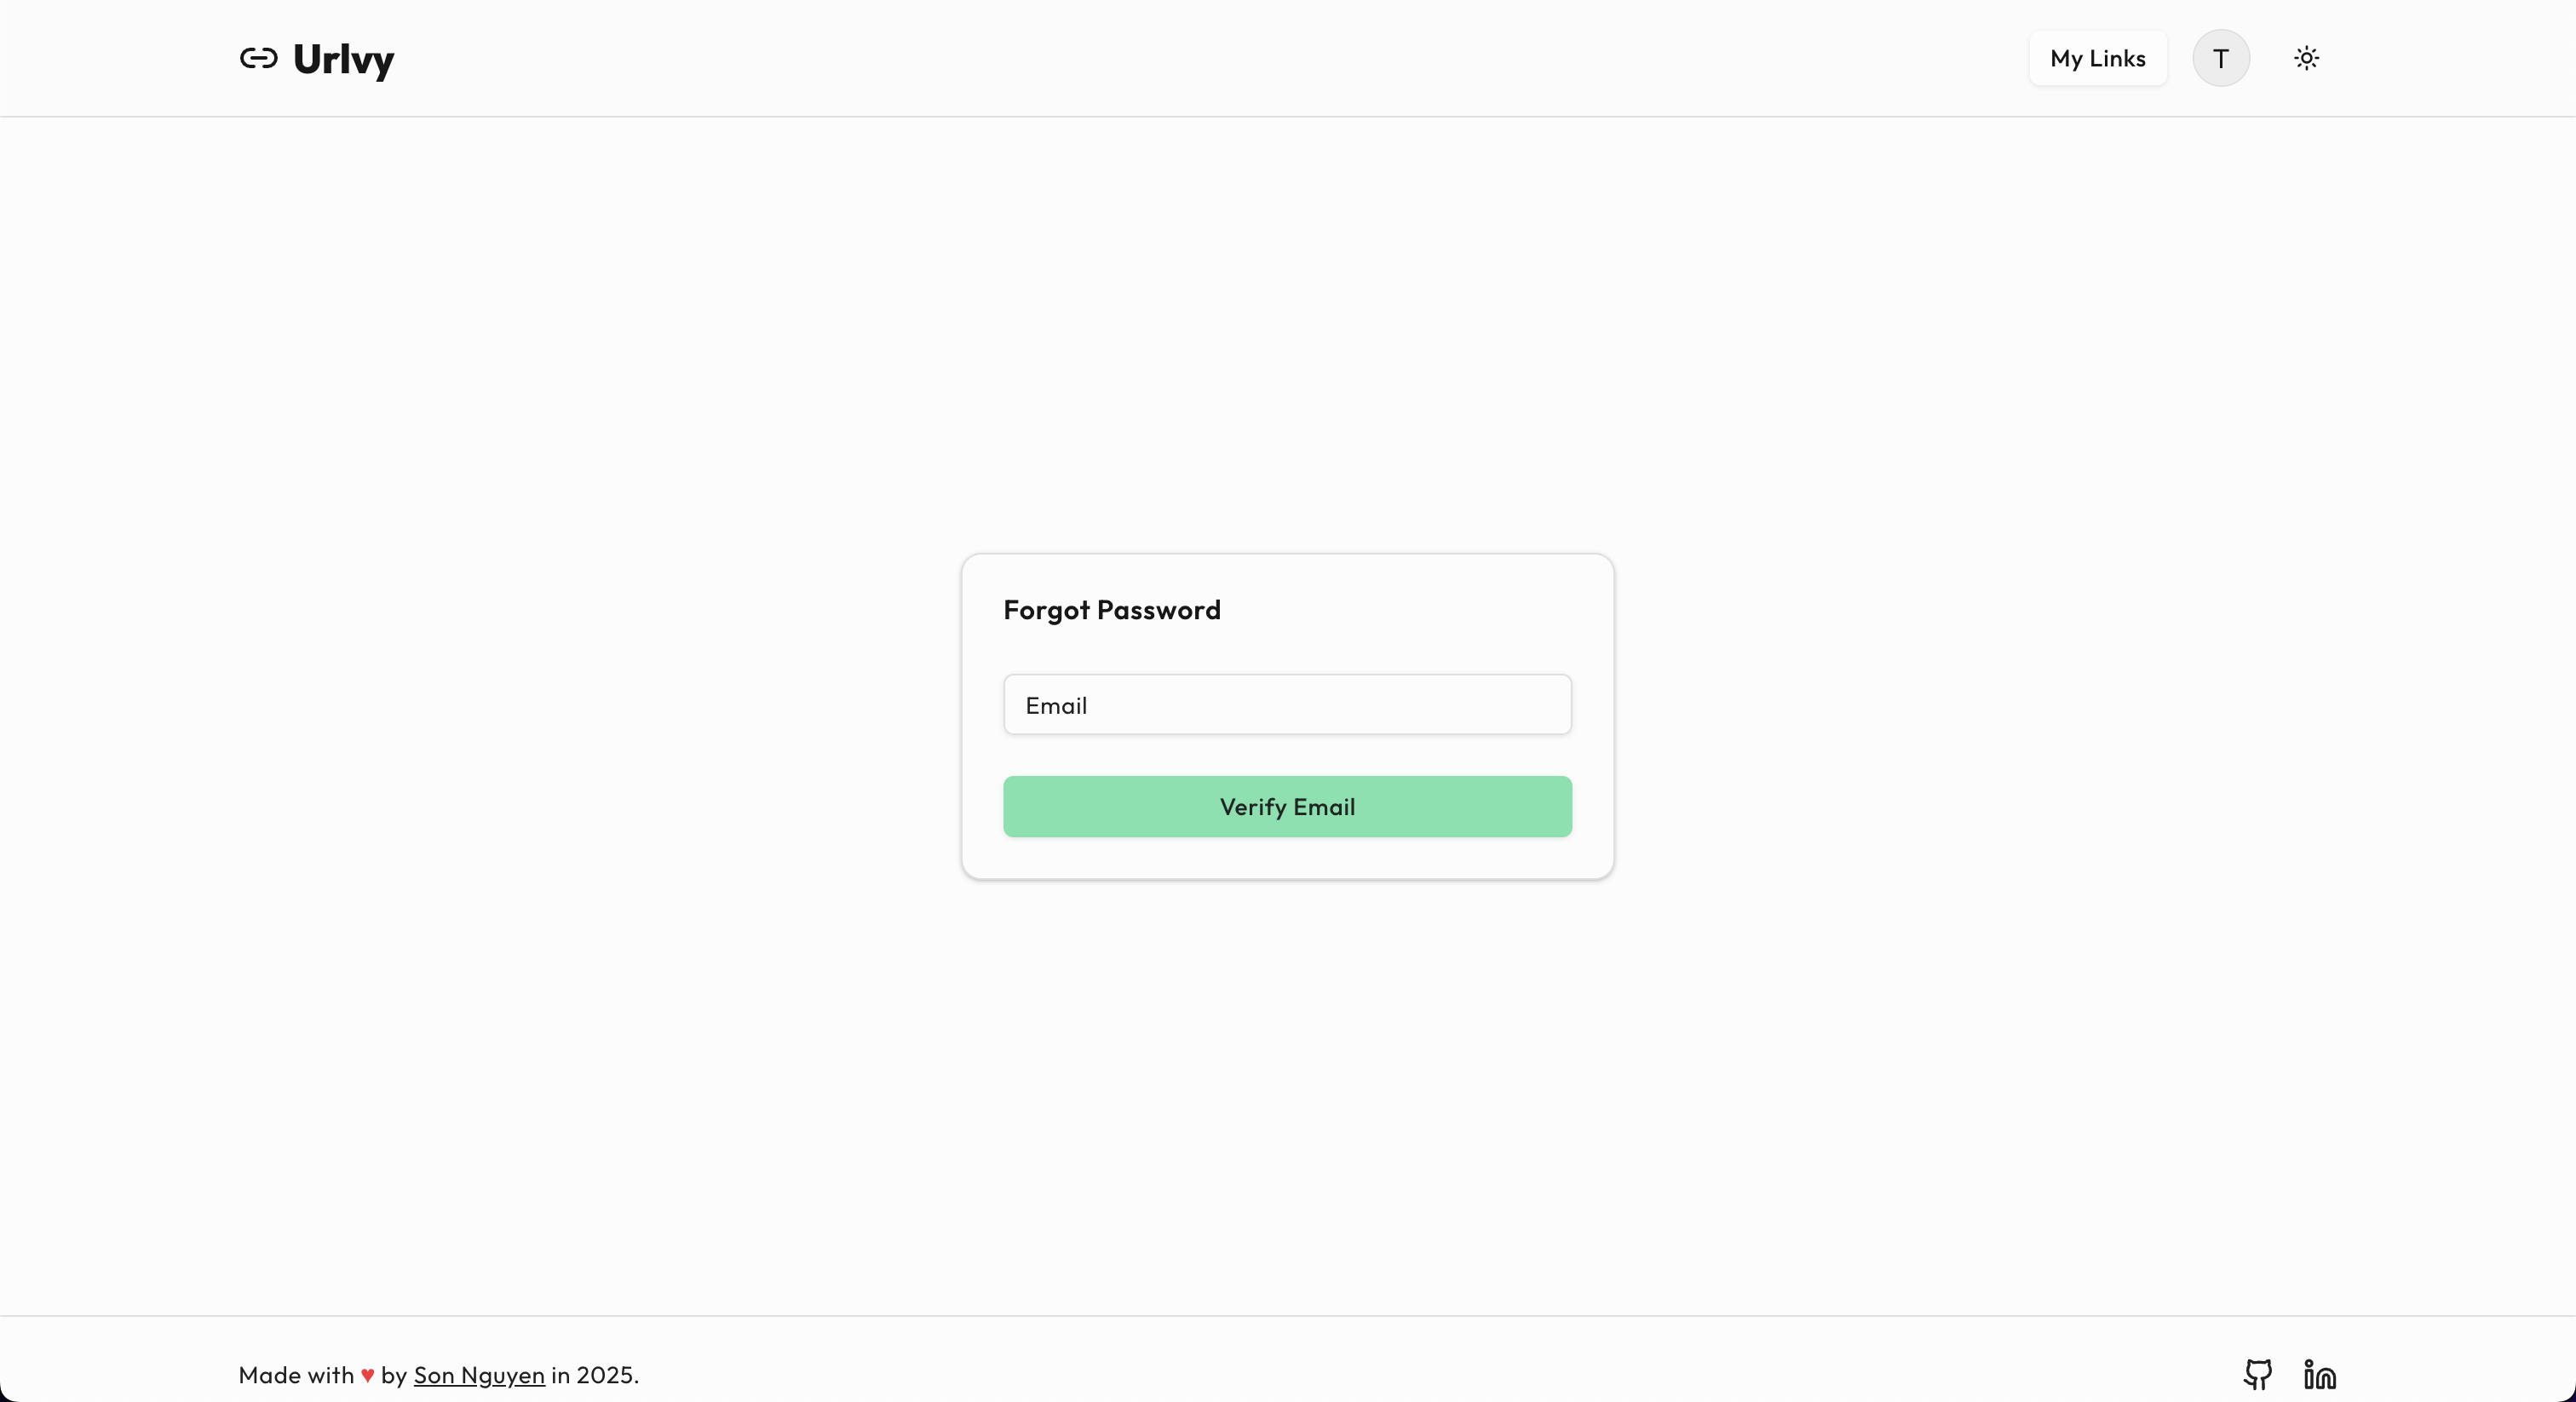 Urlvy
My Links
T
Forgot Password
Email
Verify Email
Made with ♥ by Son Nguyen in 2025.